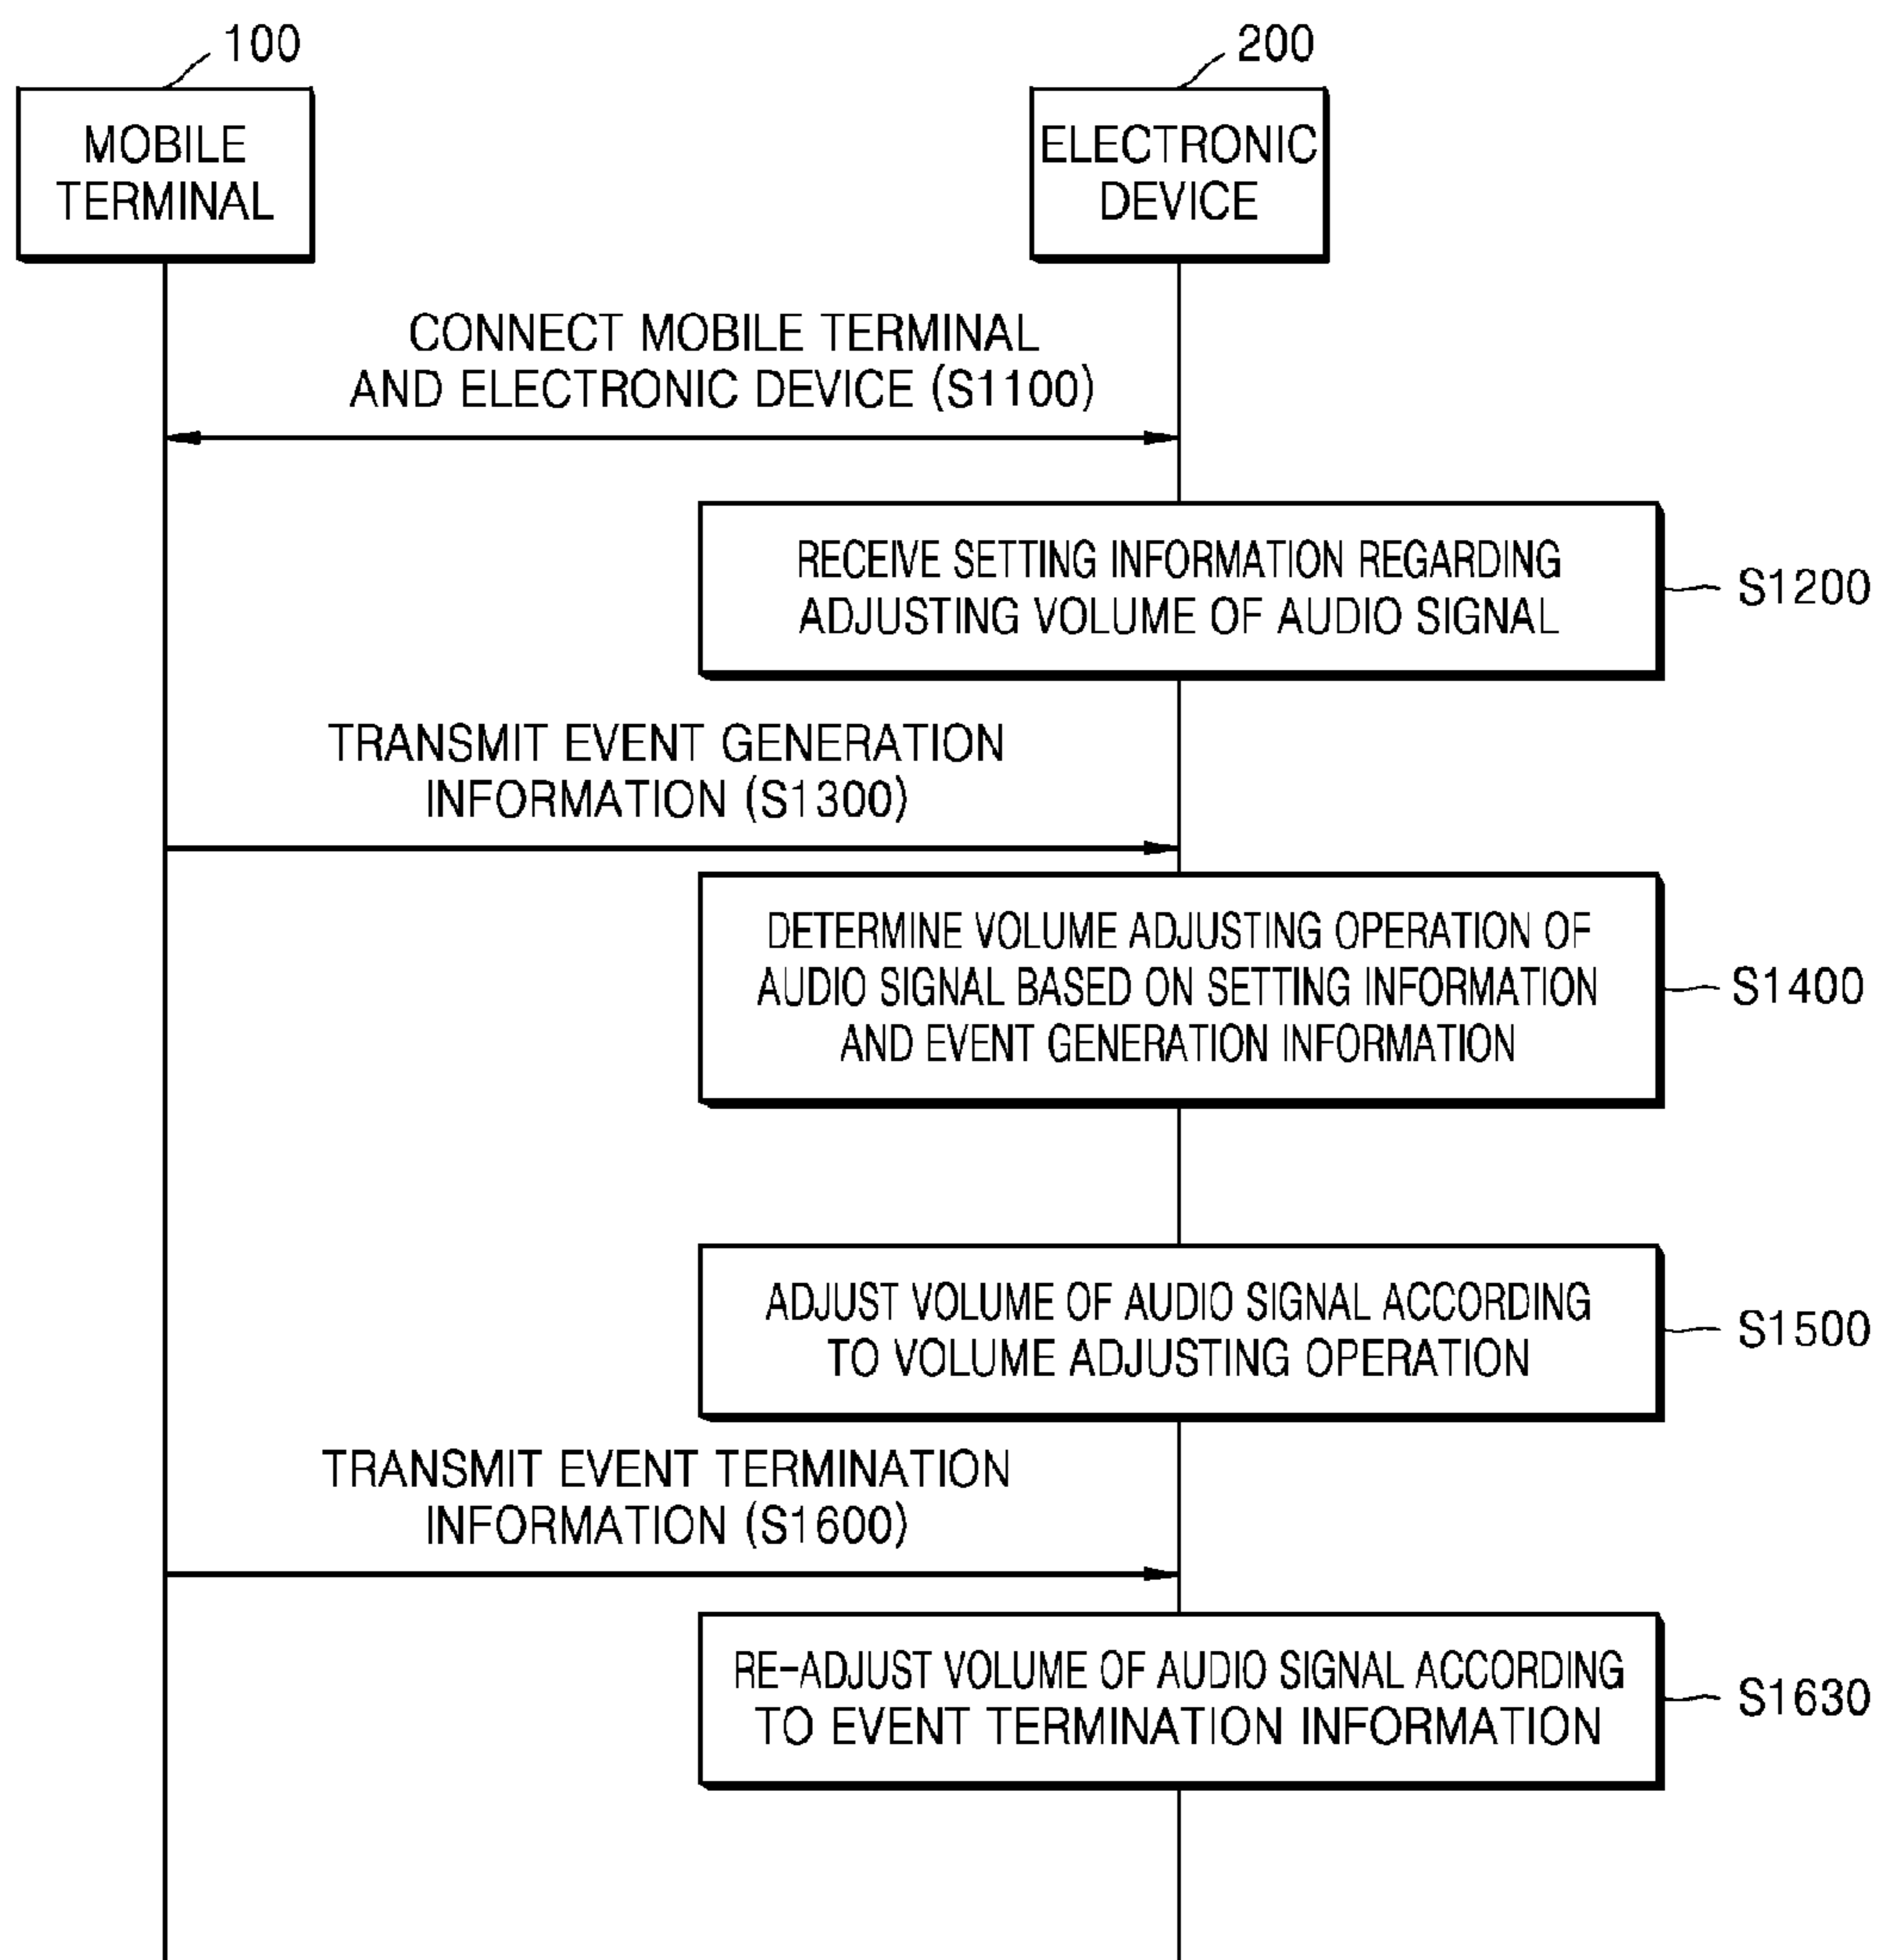 100
200
MOBILE
TERMINAL
ELECTRONIC
DEVICE
CONNECT MOBILE TERMINAL
AND ELECTRONIC DEVICE (S1100)
RECEIVE SETTING INFORMATION REGARDING
ADJUSTING VOLUME OF AUDIO SIGNAL
S1200
TRANSMIT EVENT GENERATION
INFORMATION (S1300)
DETERMINE VOLUME ADJUSTING OPERATION OF
AUDIO SIGNAL BASED ON SETTING INFORMATION
AND EVENT GENERATION INFORMATION
S1400
ADJUST VOLUME OF AUDIO SIGNAL ACCORDING
TO VOLUME ADJUSTING OPERATION
S1500
TRANSMIT EVENT TERMINATION
INFORMATION (S1600)
RE-ADJUST VOLUME OF AUDIO SIGNAL ACCORDING
TO EVENT TERMINATION INFORMATION
S1630